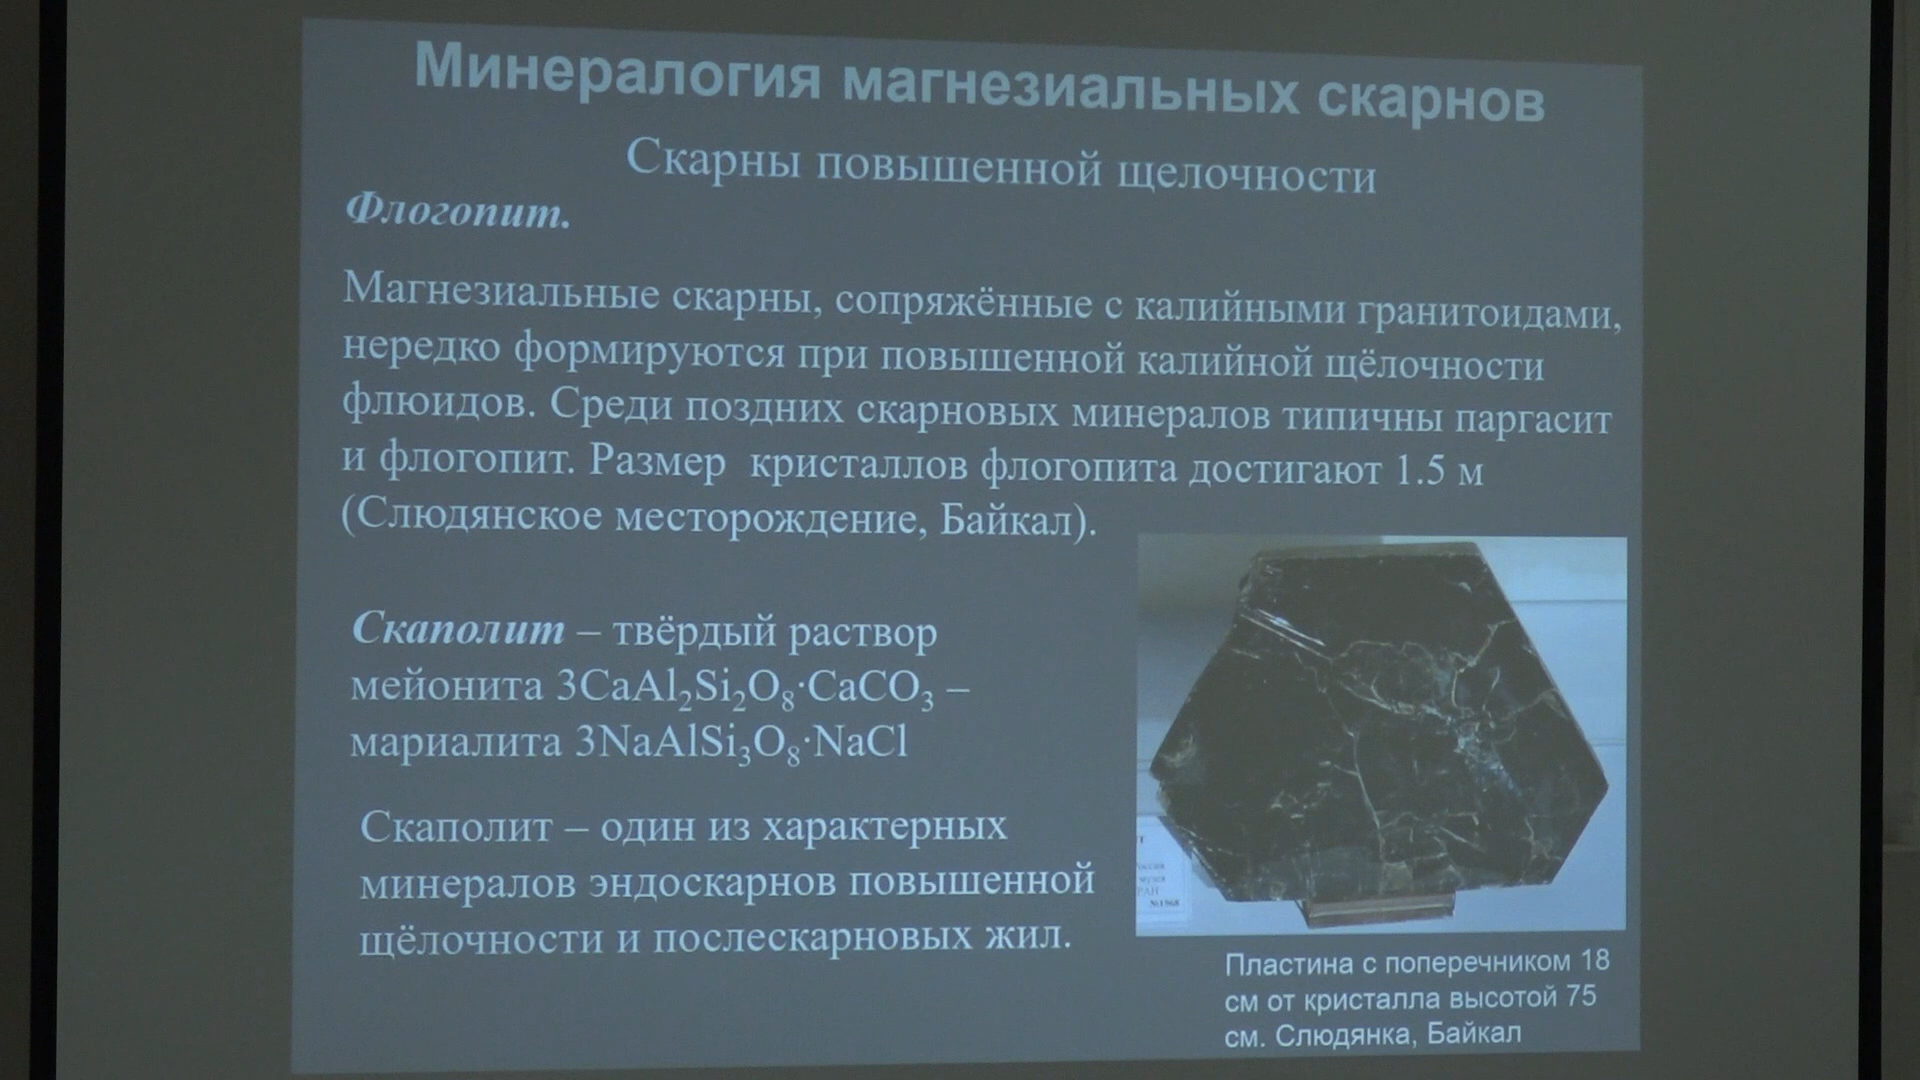 Минералогия магнезиальных скарнов
Скарны повышенной щелочности
Флогопит.
Магнезиальные скарны, сопряжённые с калийными гранитоидами,
нередко формируются при повышенной калийной щёлочности
флюидов. Среди поздних скарновых минералов типичны паргасит
и флогопит. Размер кристаллов флогопита достигают 1.5 м
(Слюдянское месторождение, Байкал).
Скаполит – твёрдый раствор
мейонита 3CaAl₂Si₂O₈·CaCO₃ –
мариалита 3NaAlSi₃O₈·NaCl
Скаполит – один из характерных
минералов эндоскарнов повышенной
щёлочности и послескарновых жил.
РАН
№1968
Пластина с поперечником 18
см от кристалла высотой 75
см. Слюдянка, Байкал